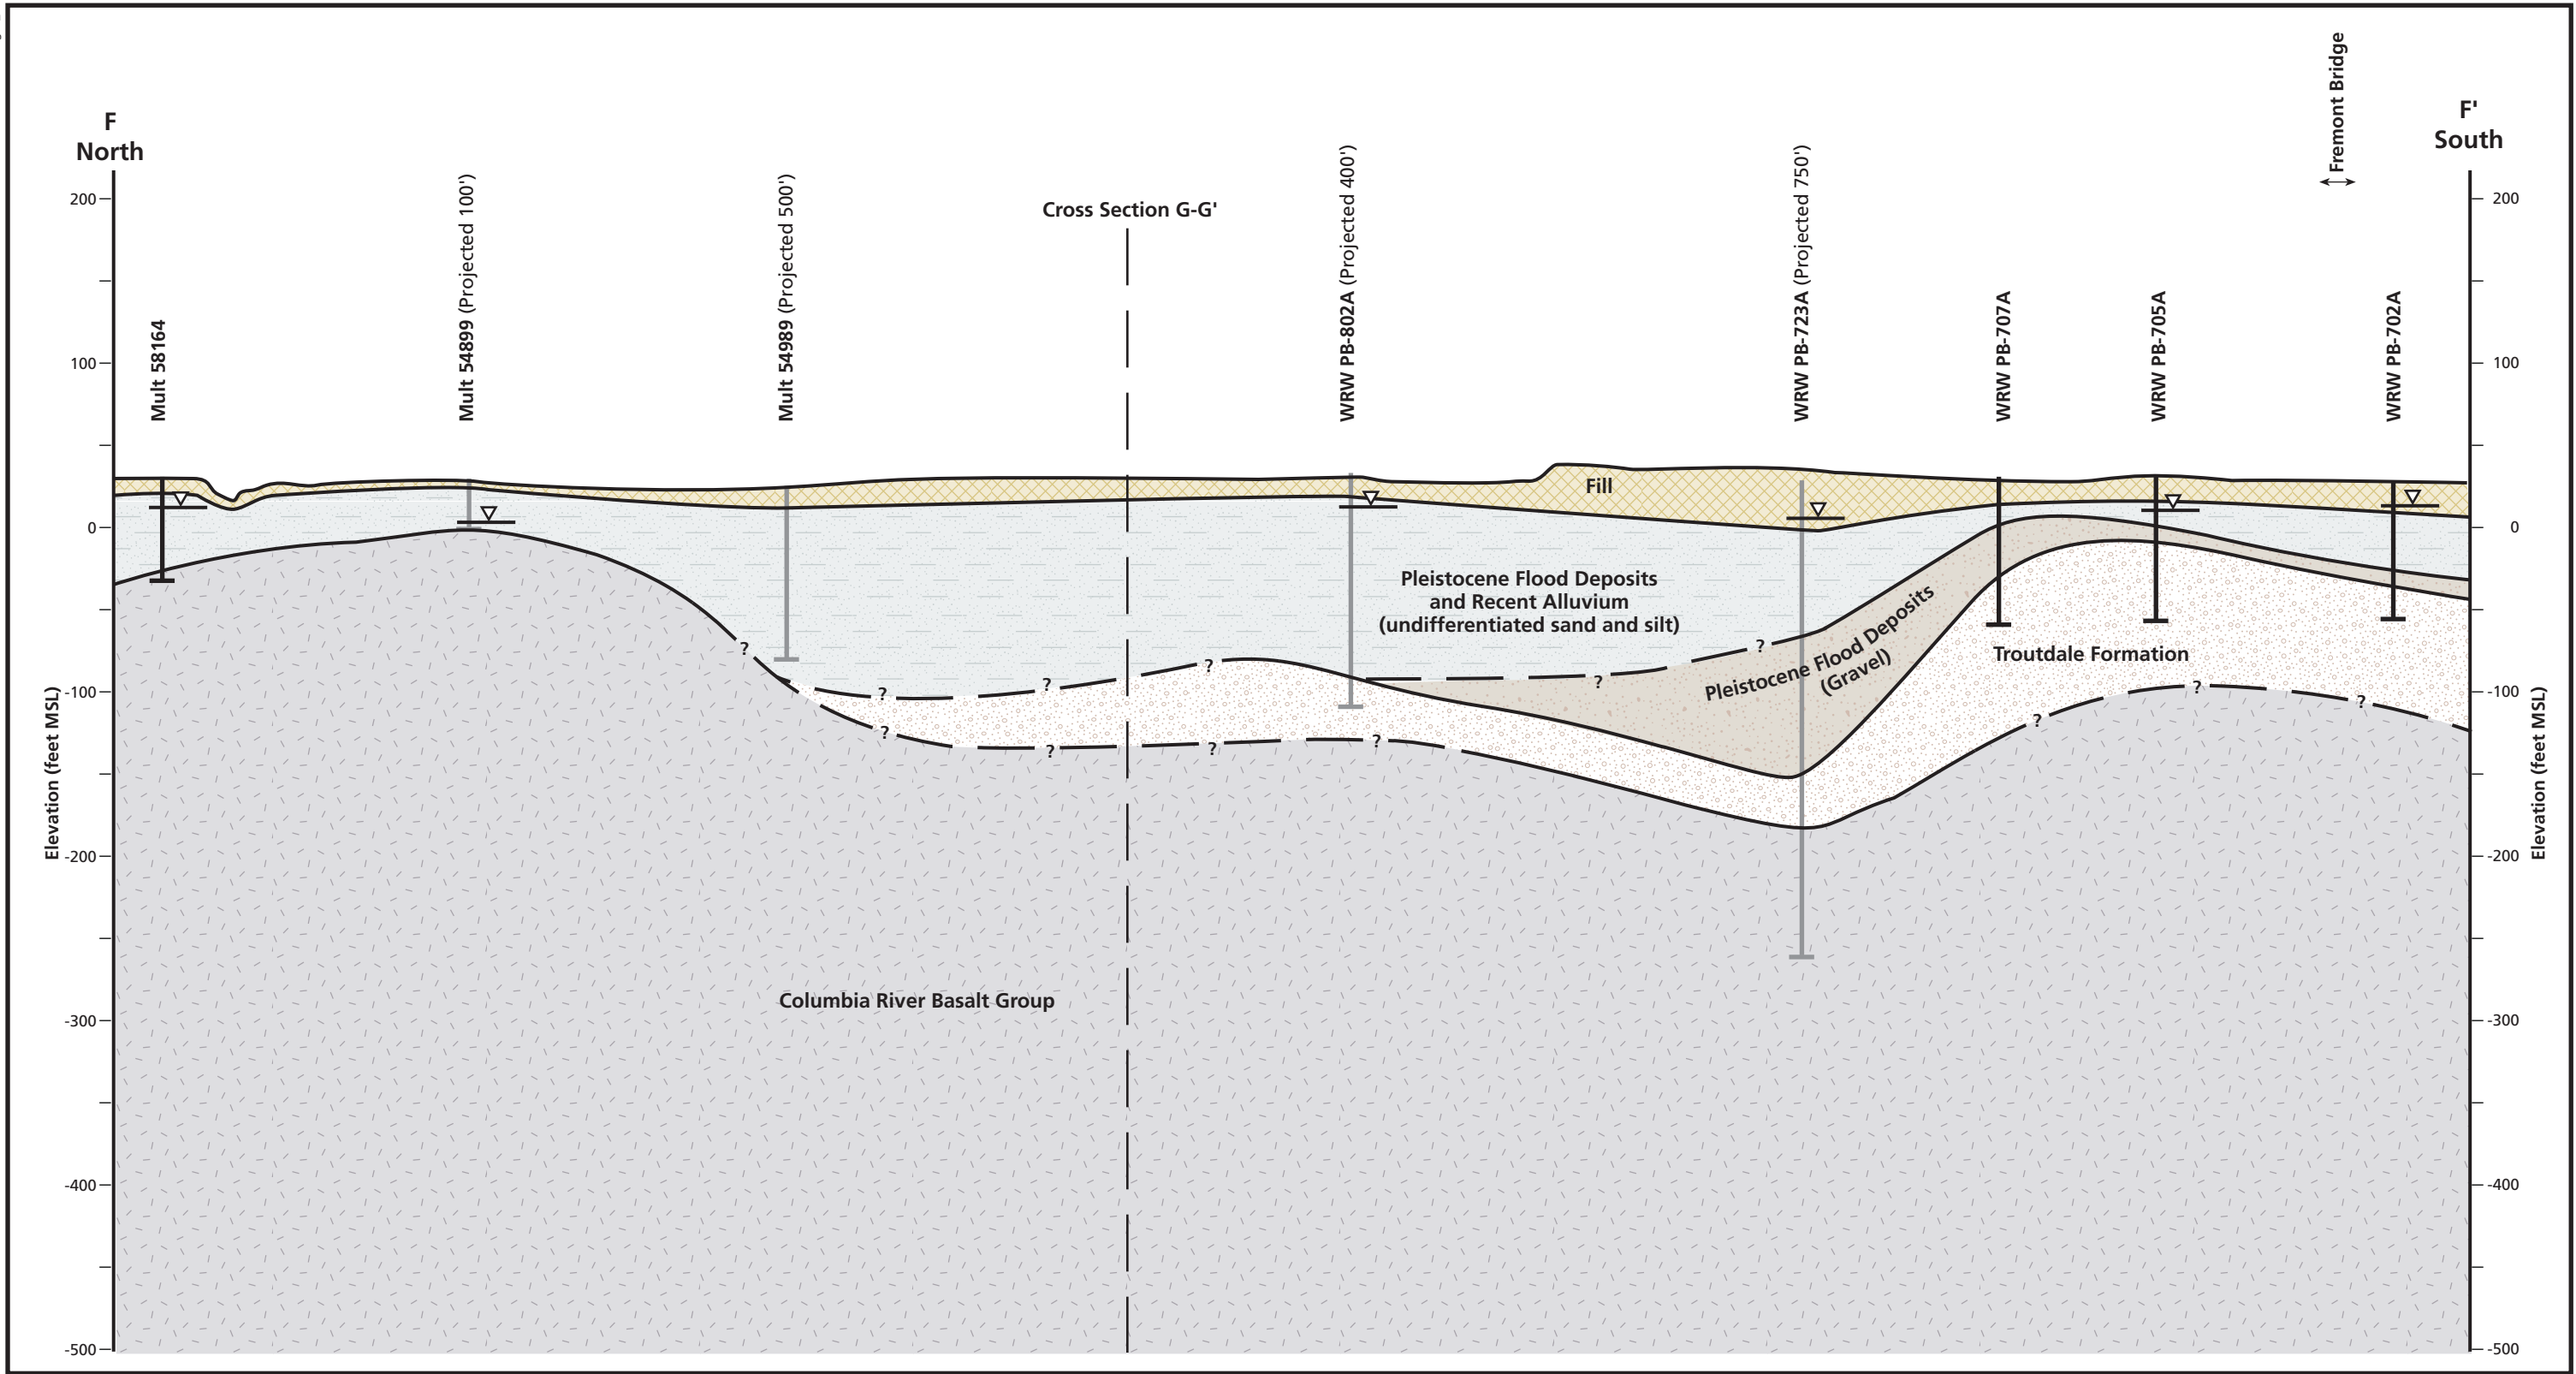 Fremont Bridge
F
North
F'
South
Mult 58164
Mult 54899 (Projected 100')
Mult 54989 (Projected 500')
Cross Section G-G'
WRW PB-802A (Projected 400')
WRW PB-723A (Projected 750')
WRW PB-707A
WRW PB-705A
WRW PB-702A
Elevation (feet MSL)
200
100
0
-100
-200
-300
-400
-500
Fill
Pleistocene Flood Deposits
and Recent Alluvium
(undifferentiated sand and silt)
Pleistocene Flood Deposits
(Gravel)
Troutdale Formation
Columbia River Basalt Group
?
?
?
?
?
?
?
?
?
?
?
?
?
?
200
100
0
-100
-200
-300
-400
-500
Elevation (feet MSL)